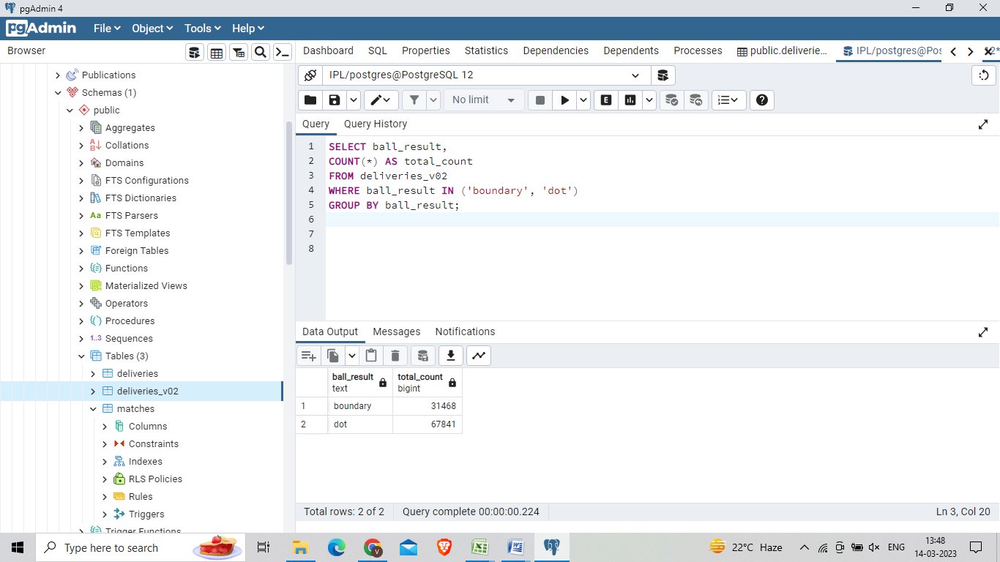 pgAdmin 4
pgAdmin
File Object Tools Help
Browser
Dashboard SQL Properties Statistics Dependencies Dependents Processes public.deliverie... IPL/postgres@Pos 12*
Publications
Schemas (1)
public
Aggregates
Collations
Domains
FTS Configurations
FTS Dictionaries
Aa FTS Parsers
FTS Templates
Foreign Tables
Functions
Materialized Views
Operators
Procedures
1..3 Sequences
Tables (3)
deliveries
deliveries_v02
matches
Columns
Constraints
Indexes
RLS Policies
Rules
Triggers
Trigger Functions
IPL/postgres@PostgreSQL 12
No limit
E
Query Query History
1 SELECT ball_result,
2 COUNT(*) AS total_count
3 FROM deliveries_v02
4 WHERE ball_result IN ('boundary', 'dot')
5 GROUP BY ball_result;
6
7
8
Data Output Messages Notifications
ball_result total_count
text bigint
1 boundary 31468
2 dot 67841
Total rows: 2 of 2 Query complete 00:00:00.224 Ln 3, Col 20
Type here to search
22°C Haze
ENG
13:48
14-03-2023